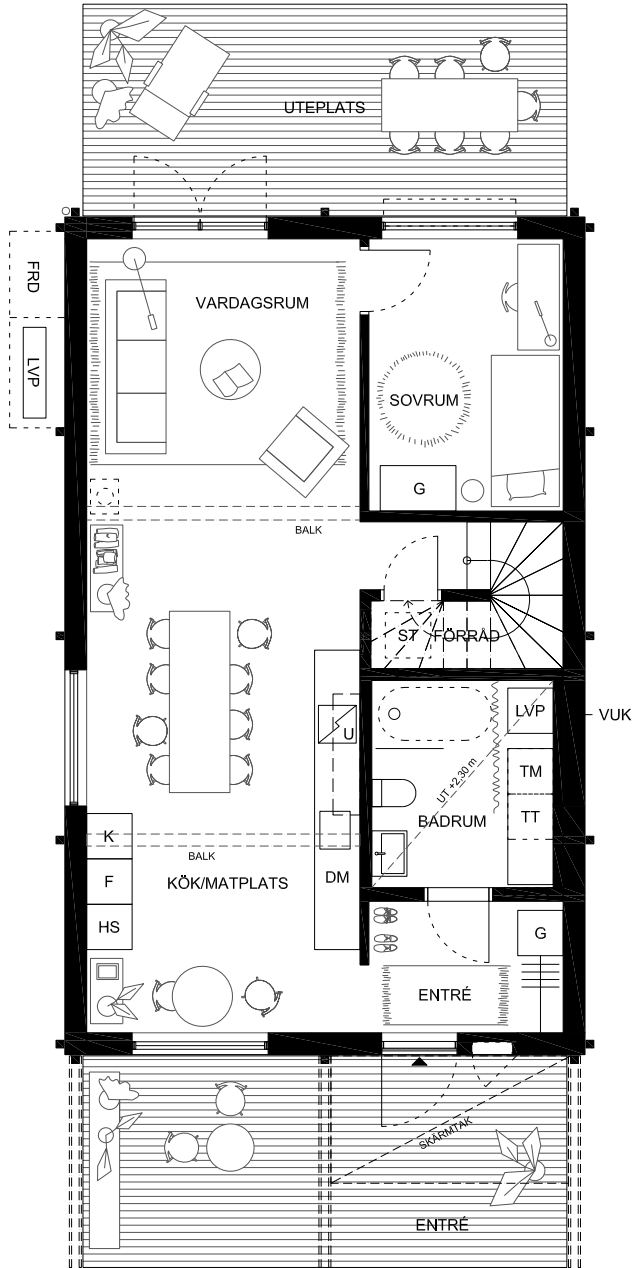 UTEPLATS
FRD
VARDAGSRUM
LVP
SOVRUM
G
BALK
ST FÖRRÅD
LVP
VUK
U
TM
UT +2,30 m
TT
BADRUM
K
BALK
F
KÖK/MATPLATS
DM
HS
G
ENTRÉ
SKÄRMTAK
ENTRÉ